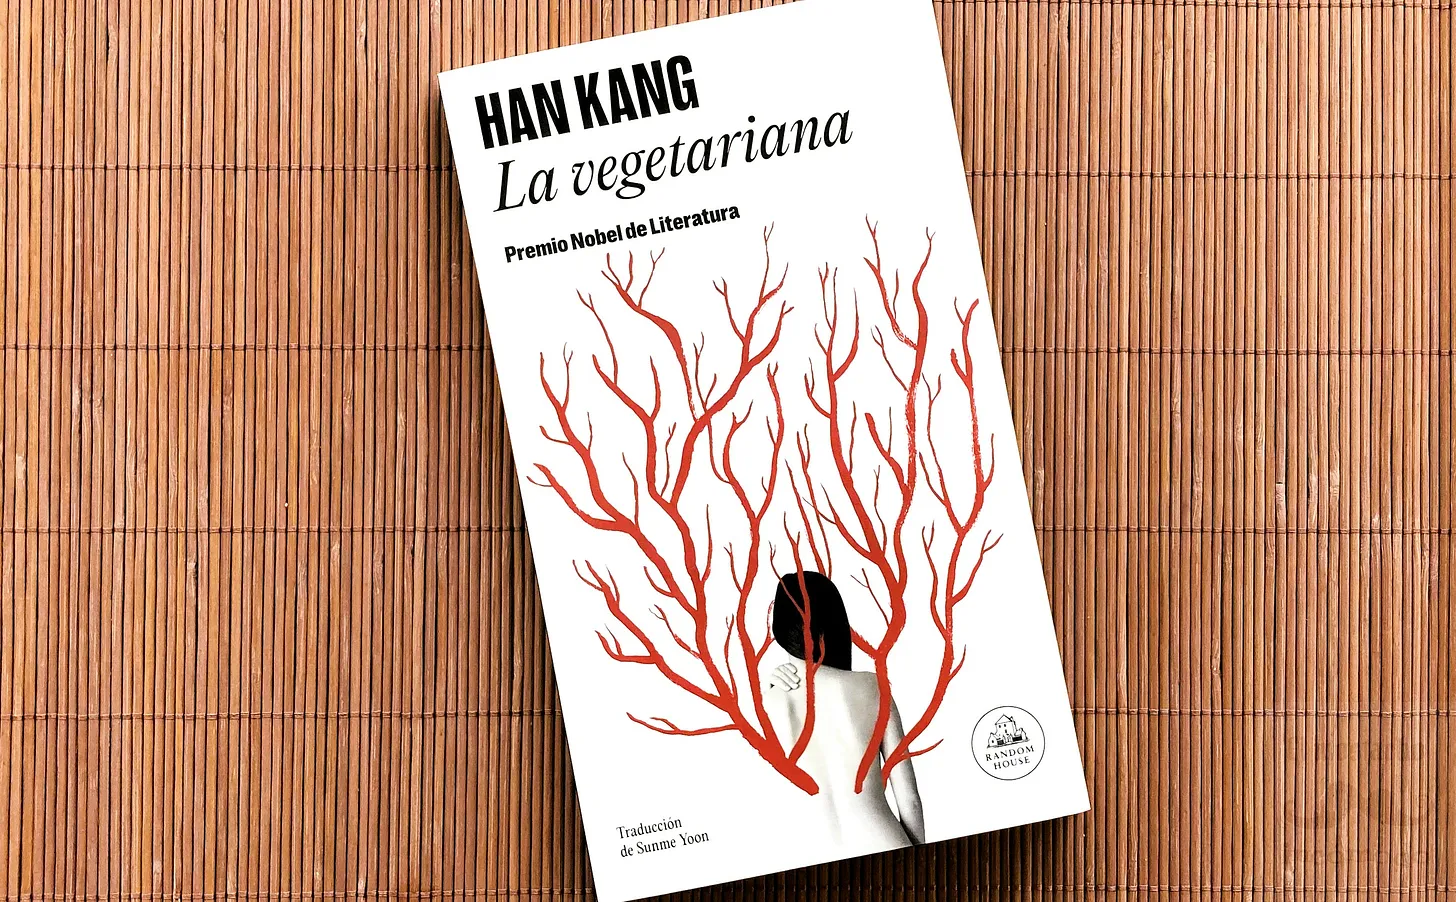 HAN KANG
La vegetariana
Premio Nobel de Literatura
RANDOM
HOUSE
Traducción
de Sunme Yoon